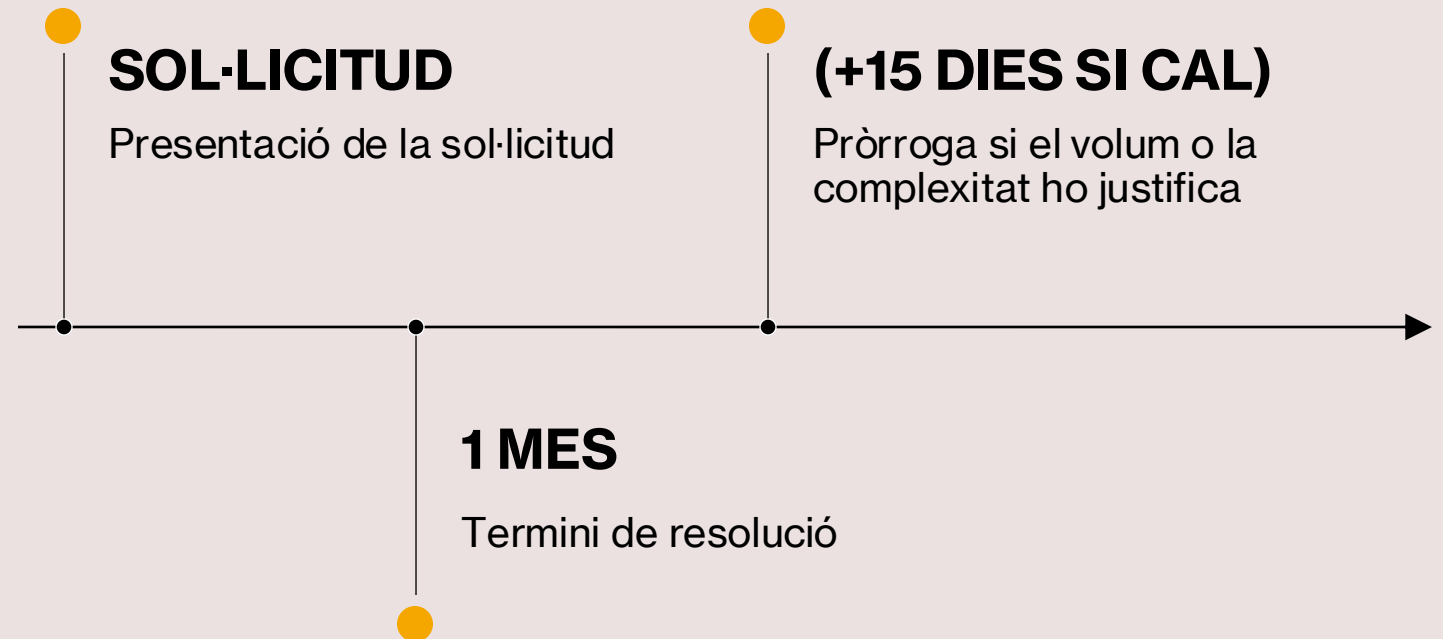 SOL·LICITUD
Presentació de la sol·licitud
(+15 DIES SI CAL)
Pròrroga si el volum o la
complexitat ho justifica
1 MES
Termini de resolució